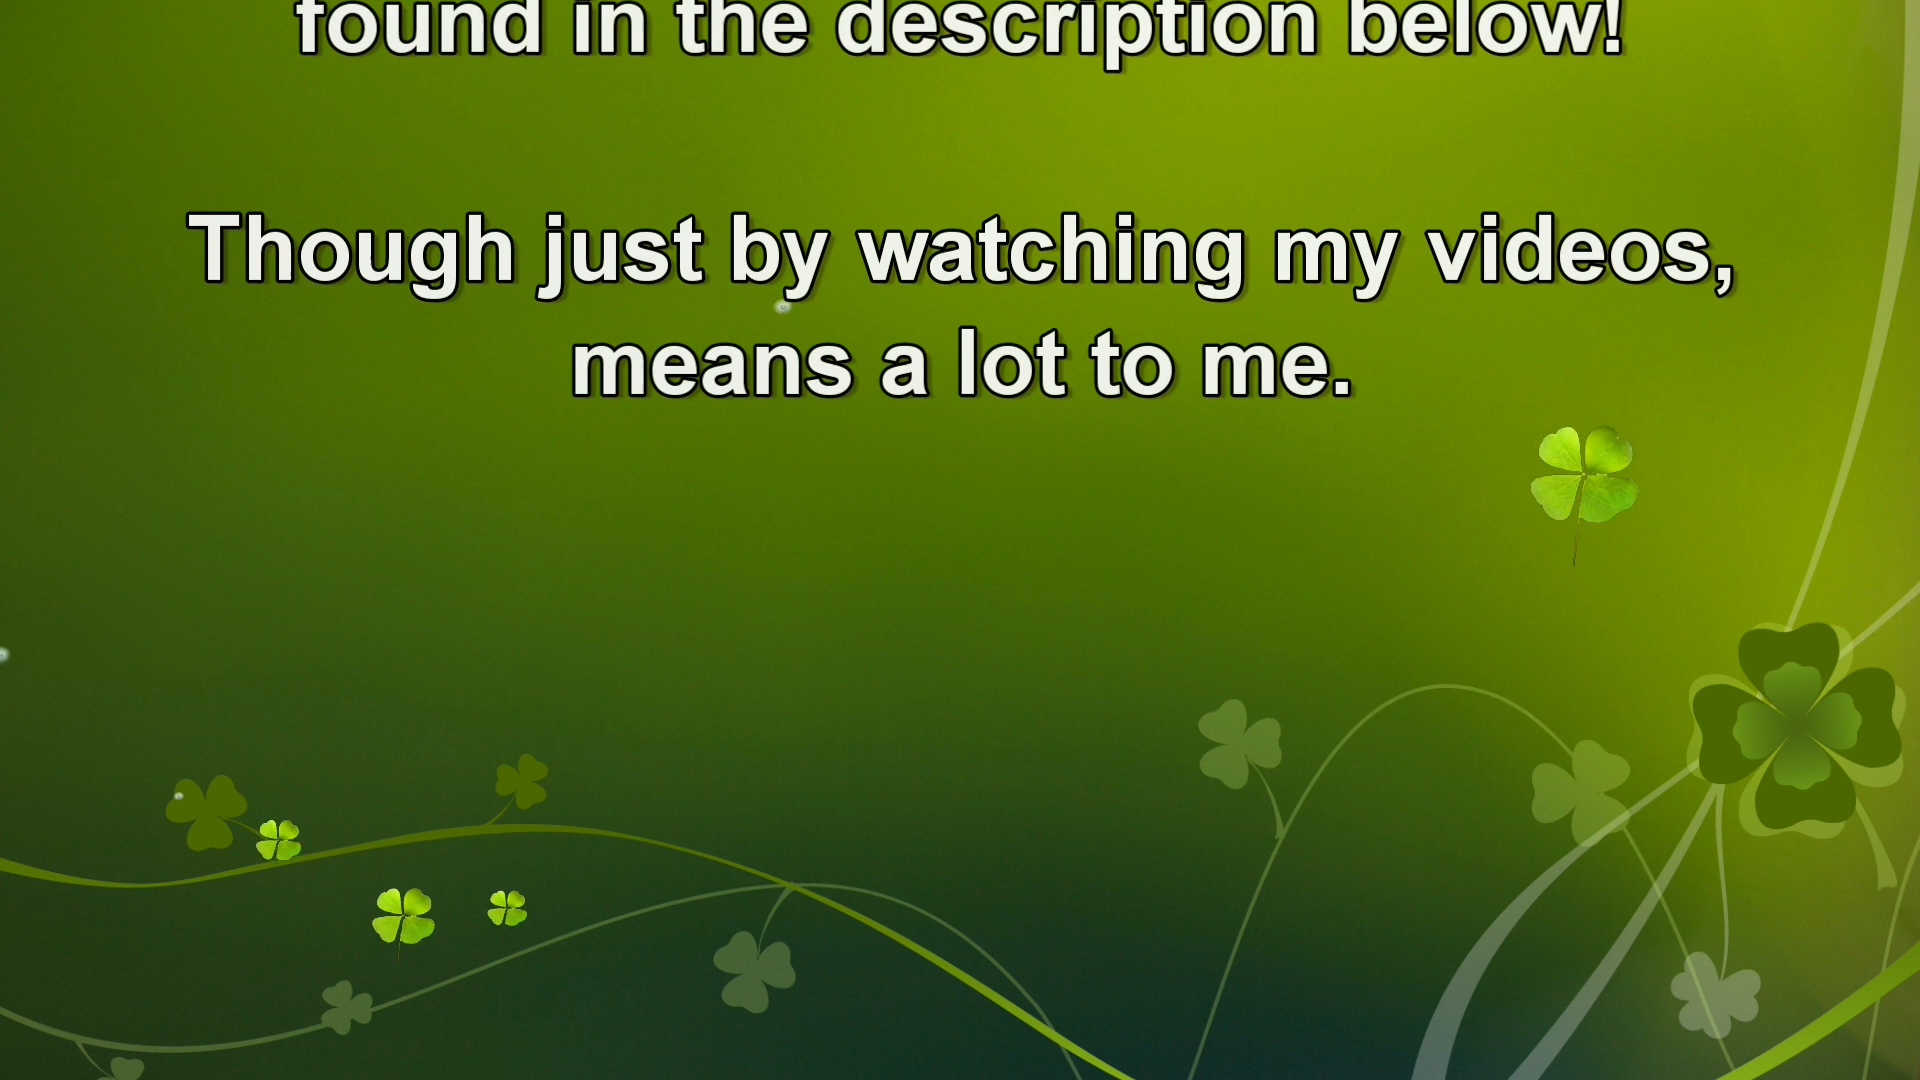 found in the description below!
Though just by watching my videos,
means a lot to me.